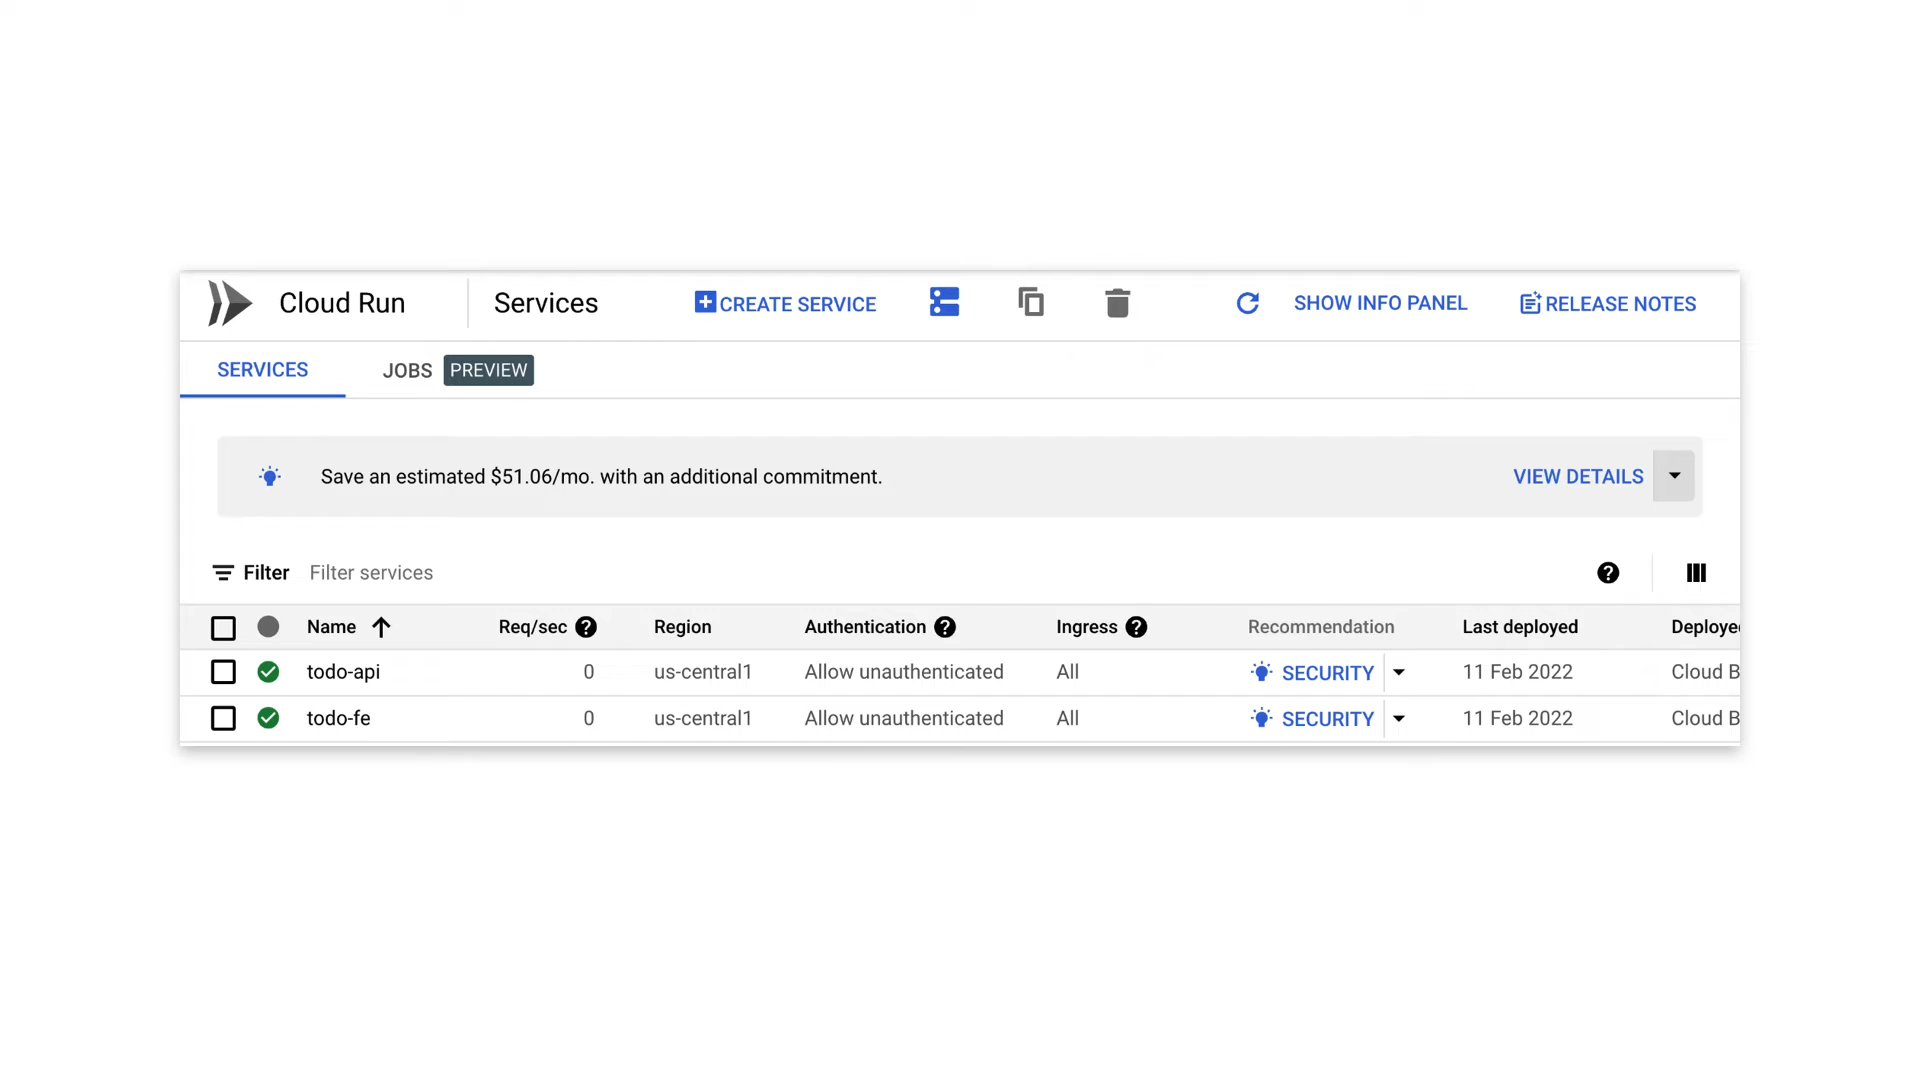 Cloud Run Services CREATE SERVICE SHOW INFO PANEL RELEASE NOTES
SERVICES JOBS PREVIEW
Save an estimated $51.06/mo. with an additional commitment. VIEW DETAILS
Filter Filter services
Name Req/sec Region Authentication Ingress Recommendation Last deployed Deploye
todo-api 0 us-central1 Allow unauthenticated All SECURITY 11 Feb 2022 Cloud B
todo-fe 0 us-central1 Allow unauthenticated All SECURITY 11 Feb 2022 Cloud B